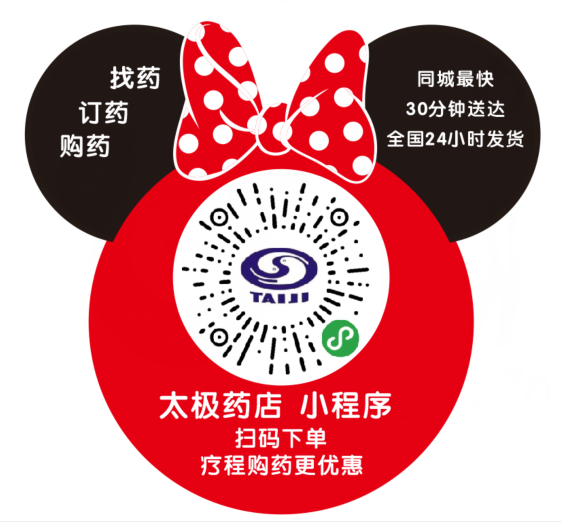 找药
订药
购药
同城最快
30分钟送达
全国24小时发货
TAIJI
太极药店 小程序
扫码下单
疗程购药更优惠